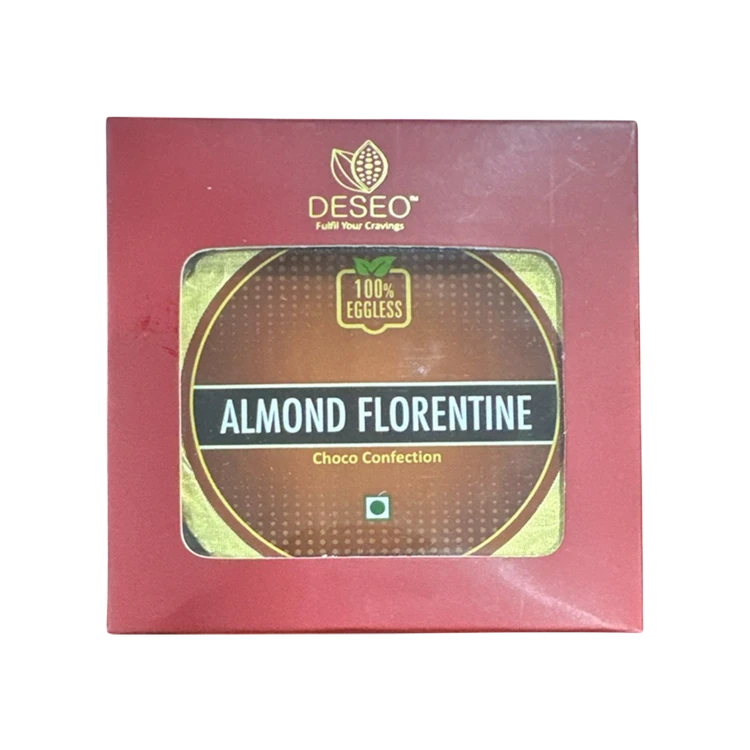 DESEO™
Fulfil Your Cravings
100%
EGGLESS
ALMOND FLORENTINE
Choco Confection